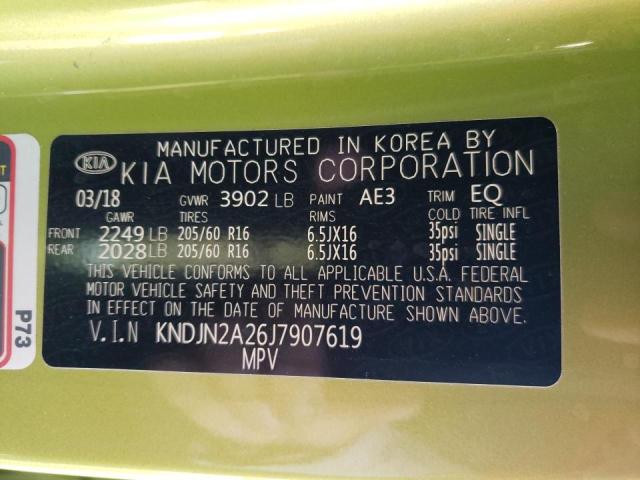 MANUFACTURED IN KOREA BY
KIA KIA MOTORS CORPORATION
03/18 GVWR 3902 LB PAINT AE3 TRIM EQ
GAWR TIRES RIMS COLD TIRE INFL
FRONT 2249 LB 205/60 R16 6.5JX16 35psi SINGLE
REAR 2028 LB 205/60 R16 6.5JX16 35psi SINGLE
THIS VEHICLE CONFORMS TO ALL APPLICABLE U.S.A. FEDERAL
MOTOR VEHICLE SAFETY AND THEFT PREVENTION STANDARDS
IN EFFECT ON THE DATE OF MANUFACTURE SHOWN ABOVE.
V.I.N KNDJN2A26J7907619
MPV
P73